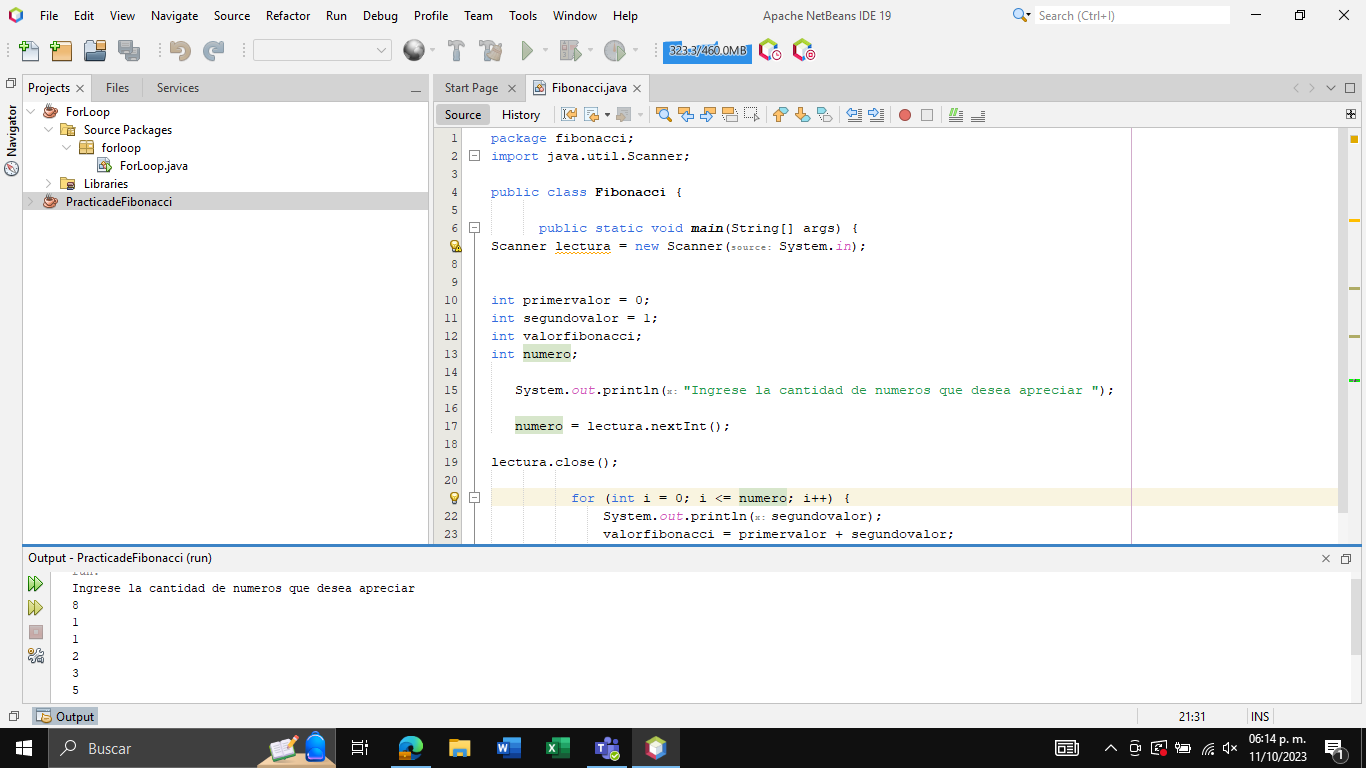 File Edit View Navigate Source Refactor Run Debug Profile Team Tools Window Help Apache NetBeans IDE 19 Search (Ctrl+I)
323.3/460.0MB
Projects Files Services
Navigator
ForLoop
Source Packages
forloop
ForLoop.java
Libraries
PracticadeFibonacci
Start Page Fibonacci.java
Source History
1 package fibonacci;
2 import java.util.Scanner;
3
4 public class Fibonacci {
5
6 public static void main(String[] args) {
Scanner lectura = new Scanner(source: System.in);
8
9
10 int primervalor = 0;
11 int segundovalor = 1;
12 int valorfibonacci;
13 int numero;
14
15 System.out.println(x: "Ingrese la cantidad de numeros que desea apreciar ");
16
17 numero = lectura.nextInt();
18
19 lectura.close();
20
for (int i = 0; i <= numero; i++) {
22 System.out.println(x: segundovalor);
23 valorfibonacci = primervalor + segundovalor;
Output - PracticadeFibonacci (run)
run:
Ingrese la cantidad de numeros que desea apreciar
8
1
1
2
3
5
Output 21:31 INS
Buscar
06:14 p. m.
11/10/2023
1